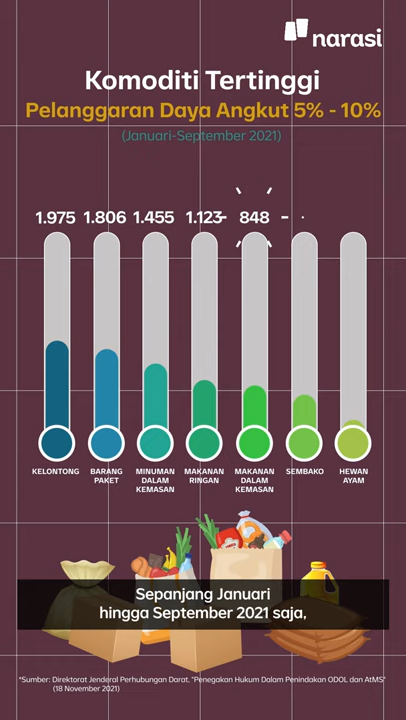 narasi
Komoditi Tertinggi
Pelanggaran Daya Angkut 5% - 10%
(Januari-September 2021)
1.975 1.806 1.455 1.123 848
KELONTONG
BARANG
PAKET
MINUMAN
DALAM
KEMASAN
MAKANAN
RINGAN
MAKANAN
DALAM
KEMASAN
SEMBAKO
HEWAN
AYAM
Sepanjang Januari
hingga September 2021 saja,
*Sumber: Direktorat Jenderal Perhubungan Darat, "Penegakan Hukum Dalam Penindakan ODOL dan AtMS"
(18 November 2021)